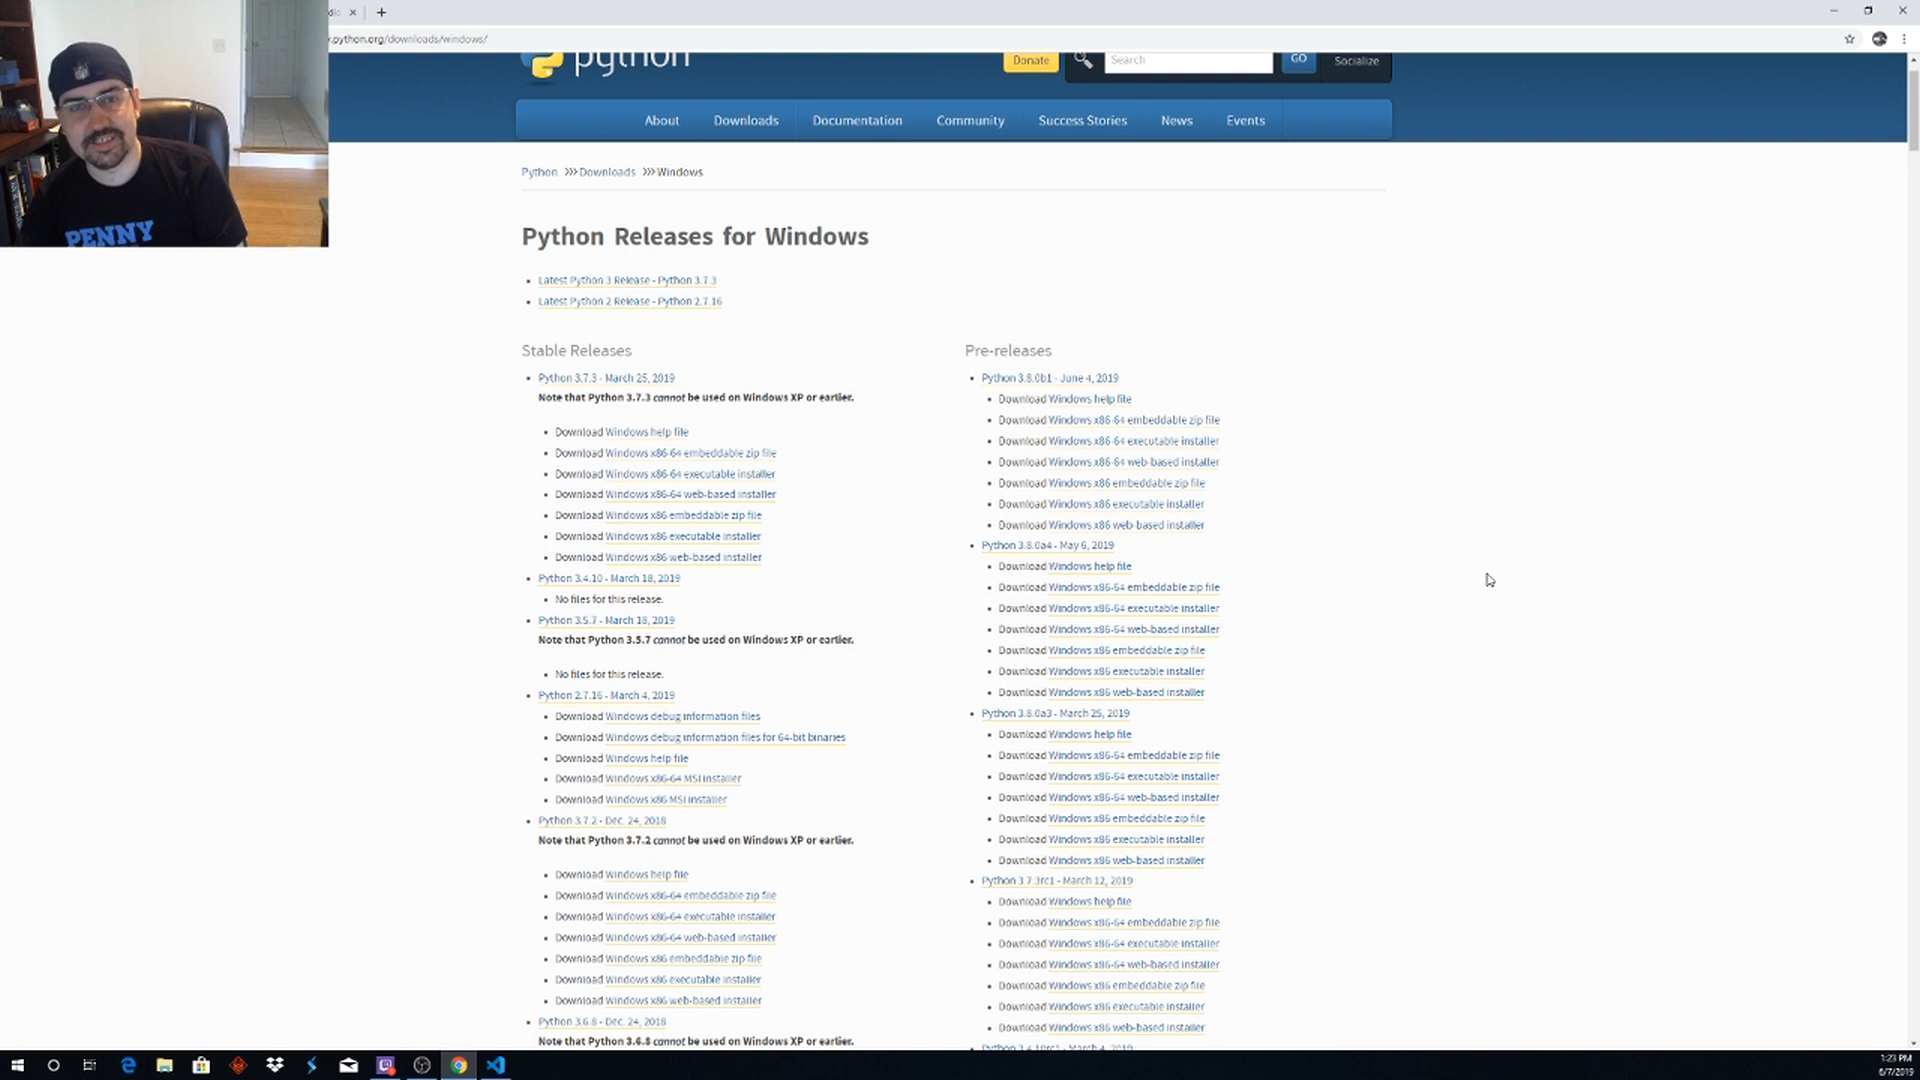 .python.org/downloads/windows/
python
Donate
Search
GO
Socialize
About
Downloads
Documentation
Community
Success Stories
News
Events
Python >>> Downloads >>> Windows
Python Releases for Windows
Latest Python 3 Release - Python 3.7.3
Latest Python 2 Release - Python 2.7.16
Stable Releases
Python 3.7.3 - March 25, 2019
Note that Python 3.7.3 cannot be used on Windows XP or earlier.
Download Windows help file
Download Windows x86-64 embeddable zip file
Download Windows x86-64 executable installer
Download Windows x86-64 web-based installer
Download Windows x86 embeddable zip file
Download Windows x86 executable installer
Download Windows x86 web-based installer
Python 3.4.10 - March 18, 2019
No files for this release.
Python 3.5.7 - March 18, 2019
Note that Python 3.5.7 cannot be used on Windows XP or earlier.
No files for this release.
Python 2.7.16 - March 4, 2019
Download Windows debug information files
Download Windows debug information files for 64-bit binaries
Download Windows help file
Download Windows x86-64 MSI installer
Download Windows x86 MSI installer
Python 3.7.2 - Dec. 24, 2018
Note that Python 3.7.2 cannot be used on Windows XP or earlier.
Download Windows help file
Download Windows x86-64 embeddable zip file
Download Windows x86-64 executable installer
Download Windows x86-64 web-based installer
Download Windows x86 embeddable zip file
Download Windows x86 executable installer
Download Windows x86 web-based installer
Python 3.6.8 - Dec. 24, 2018
Note that Python 3.6.8 cannot be used on Windows XP or earlier.
Pre-releases
Python 3.8.0b1 - June 4, 2019
Download Windows help file
Download Windows x86-64 embeddable zip file
Download Windows x86-64 executable installer
Download Windows x86-64 web-based installer
Download Windows x86 embeddable zip file
Download Windows x86 executable installer
Download Windows x86 web-based installer
Python 3.8.0a4 - May 6, 2019
Download Windows help file
Download Windows x86-64 embeddable zip file
Download Windows x86-64 executable installer
Download Windows x86-64 web-based installer
Download Windows x86 embeddable zip file
Download Windows x86 executable installer
Download Windows x86 web-based installer
Python 3.8.0a3 - March 25, 2019
Download Windows help file
Download Windows x86-64 embeddable zip file
Download Windows x86-64 executable installer
Download Windows x86-64 web-based installer
Download Windows x86 embeddable zip file
Download Windows x86 executable installer
Download Windows x86 web-based installer
Python 3.7.3rc1 - March 12, 2019
Download Windows help file
Download Windows x86-64 embeddable zip file
Download Windows x86-64 executable installer
Download Windows x86-64 web-based installer
Download Windows x86 embeddable zip file
Download Windows x86 executable installer
Download Windows x86 web-based installer
Python 3.4.10rc1 - March 4, 2019
PENNY
1:23 PM
6/7/2019